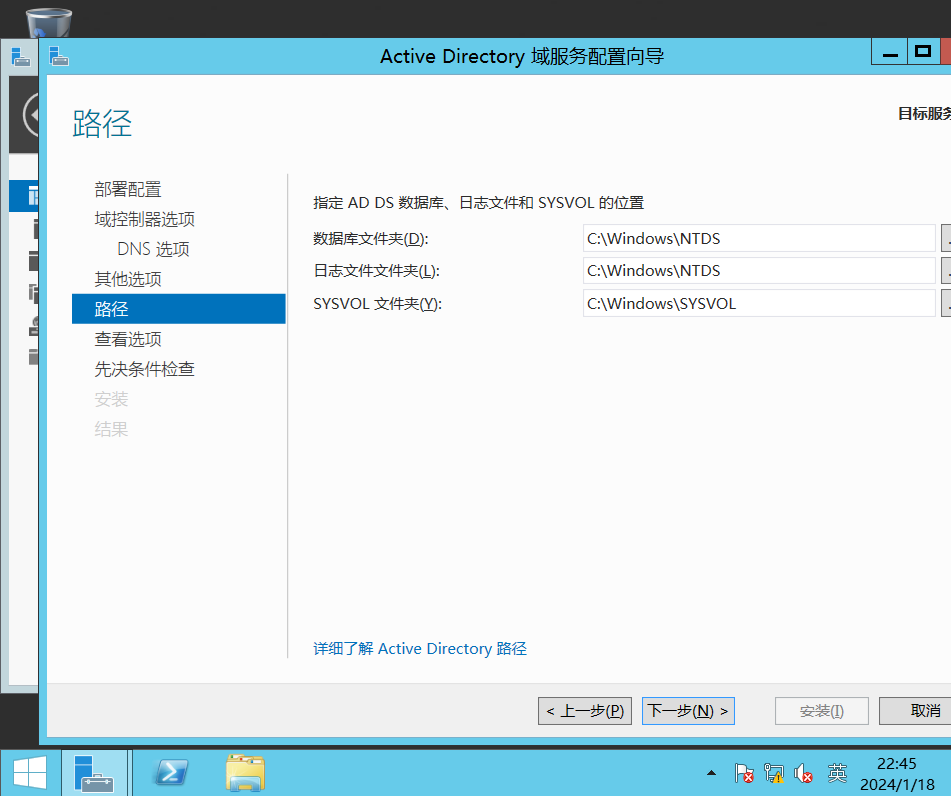 Active Directory 域服务配置向导
路径
目标服务
部署配置
域控制器选项
DNS 选项
其他选项
路径
查看选项
先决条件检查
安装
结果
指定 AD DS 数据库、日志文件和 SYSVOL 的位置
数据库文件夹(D): C:\Windows\NTDS
日志文件文件夹(L): C:\Windows\NTDS
SYSVOL 文件夹(Y): C:\Windows\SYSVOL
详细了解 Active Directory 路径
< 上一步(P) 下一步(N) > 安装(I) 取消
英
22:45
2024/1/18